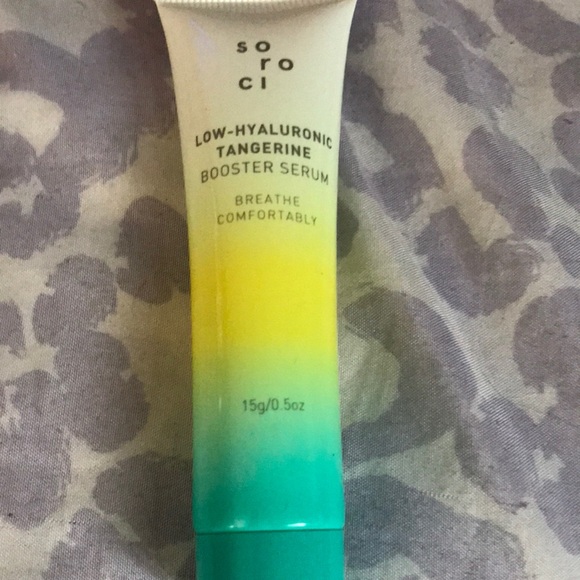 so
ro
ci
LOW-HYALURONIC
TANGERINE
BOOSTER SERUM
BREATHE
COMFORTABLY
15g/0.5oz